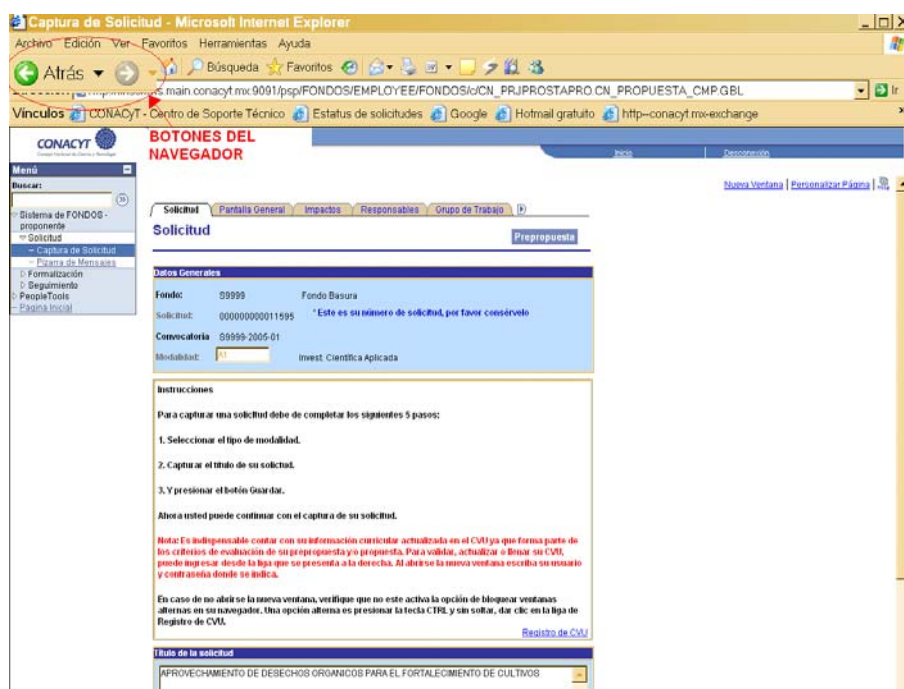 Captura de Solicitud - Microsoft Internet Explorer
Archivo Edición Ver Favoritos Herramientas Ayuda
Atrás Búsqueda Favoritos
main.conacyt.mx:9091/psp/FONDOS/EMPLOYEE/FONDOS/c/CN_PRJPROSTAPRO.CN_PROPUESTA_CMP.GBL Ir
Vínculos CONACyT - Centro de Soporte Técnico Estatus de solicitudes Google Hotmail gratuito http--conacyt.mx-exchange
BOTONES DEL
NAVEGADOR
CONACYT
Inicio Desconexión
Menú
Buscar:
Nueva Ventana Personalizar Página
Sistema de FONDOS -
proponente
Solicitud
Captura de Solicitud
Pizarra de Mensajes
Formalización
Seguimiento
PeopleTools
Página Inicial
Solicitud Pantalla General Impactos Responsables Grupo de Trabajo
Solicitud
Prepropuesta
Datos Generales
Fondo: S9999 Fondo Basura
Solicitud: 000000000011595 *Este es su número de solicitud, por favor consérvelo
Convocatoria S9999-2005-01
Modalidad: A1 Invest. Científica Aplicada
Instrucciones
Para capturar una solicitud debe de completar los siguientes 5 pasos:
1. Seleccionar el tipo de modalidad.
2. Capturar el título de su solictud.
3. Y presionar el botón Guardar.
Ahora usted puede continuar con el captura de su solicitud.
Nota: Es indispensable contar con su información curricular actualizada en el CVU ya que forma parte de
los criterios de evaluación de su prepropuesta y/o propuesta. Para validar, actualizar o llenar su CVU,
puede ingresar desde la liga que se presenta a la derecha. Al abrirse la nueva ventana escriba su usuario
y contraseña donde se indica.
En caso de no abrirse la nueva ventana, verifique que no este activa la opción de bloquear ventanas
alternas en su navegador. Una opción alterna es presionar la tecla CTRL y sin soltar, dar clic en la liga de
Registro de CVU.
Registro de CVU
Título de la solicitud
APROVECHAMIENTO DE DESECHOS ORGANICOS PARA EL FORTALECIMIENTO DE CULTIVOS